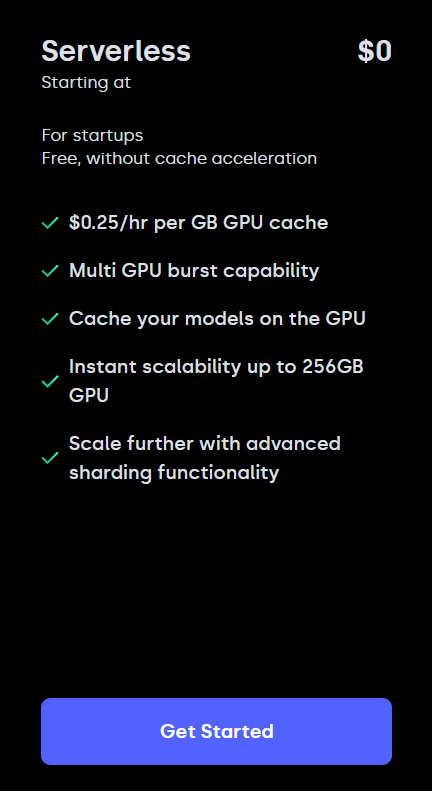 Serverless $0
Starting at
For startups
Free, without cache acceleration
$0.25/hr per GB GPU cache
Multi GPU burst capability
Cache your models on the GPU
Instant scalability up to 256GB
GPU
Scale further with advanced
sharding functionality
Get Started